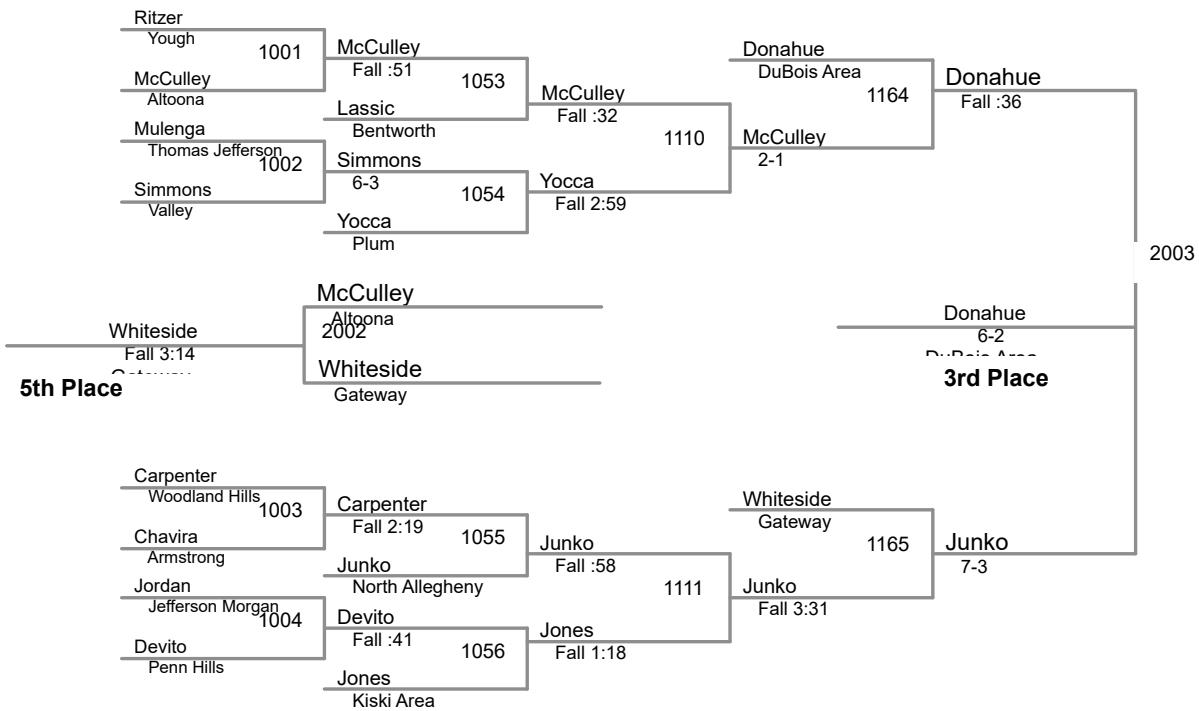 Ritzer
Yough
1001
McCulley
Altoona
McCulley
Fall :51
1053
Lassic
Bentworth
Mulenga
Thomas Jefferson
1002
Simmons
Valley
Simmons
6-3
1054
Yocca
Plum
McCulley
Fall :32
1110
Yocca
Fall 2:59
Donahue
DuBois Area
1164
McCulley
2-1
Donahue
Fall :36
2003
McCulley
Altoona
2002
Whiteside
Gateway
Whiteside
Fall 3:14
Gateway
5th Place
Donahue
6-2
DuBois Area
3rd Place
Carpenter
Woodland Hills
1003
Chavira
Armstrong
Carpenter
Fall 2:19
1055
Junko
North Allegheny
Jordan
Jefferson Morgan
1004
Devito
Penn Hills
Devito
Fall :41
1056
Jones
Kiski Area
Junko
Fall :58
1111
Jones
Fall 1:18
Whiteside
Gateway
1165
Junko
Fall 3:31
Junko
7-3